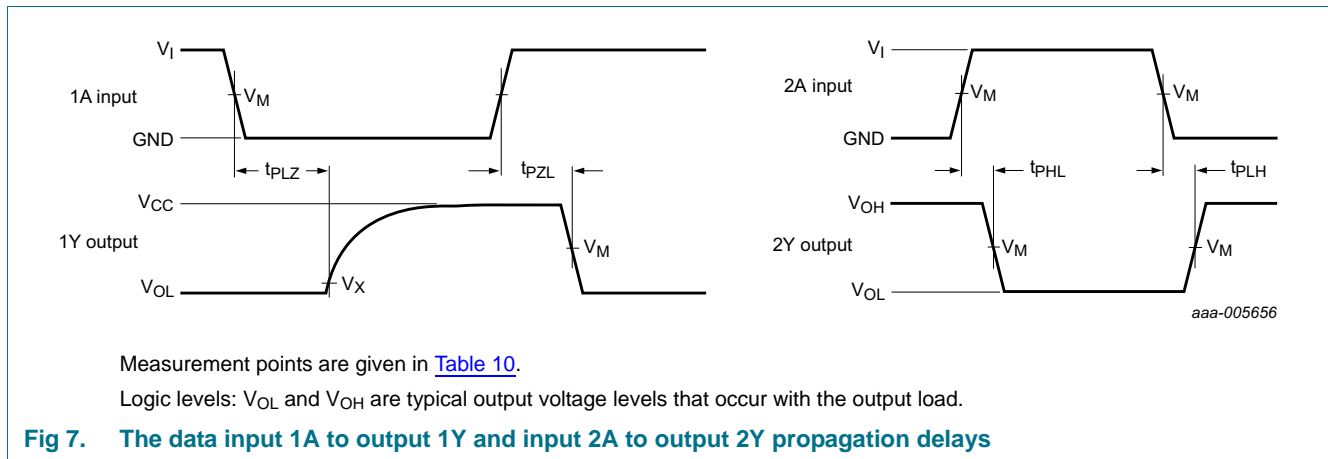 V_I
1A input
V_M
GND
t_PLZ
t_PZL
V_CC
1Y output
V_M
V_OL
V_X
V_I
2A input
V_M
V_M
GND
t_PHL
t_PLH
V_OH
2Y output
V_M
V_M
V_OL
aaa-005656
Measurement points are given in Table 10.
Logic levels: V_OL and V_OH are typical output voltage levels that occur with the output load.
Fig 7. The data input 1A to output 1Y and input 2A to output 2Y propagation delays